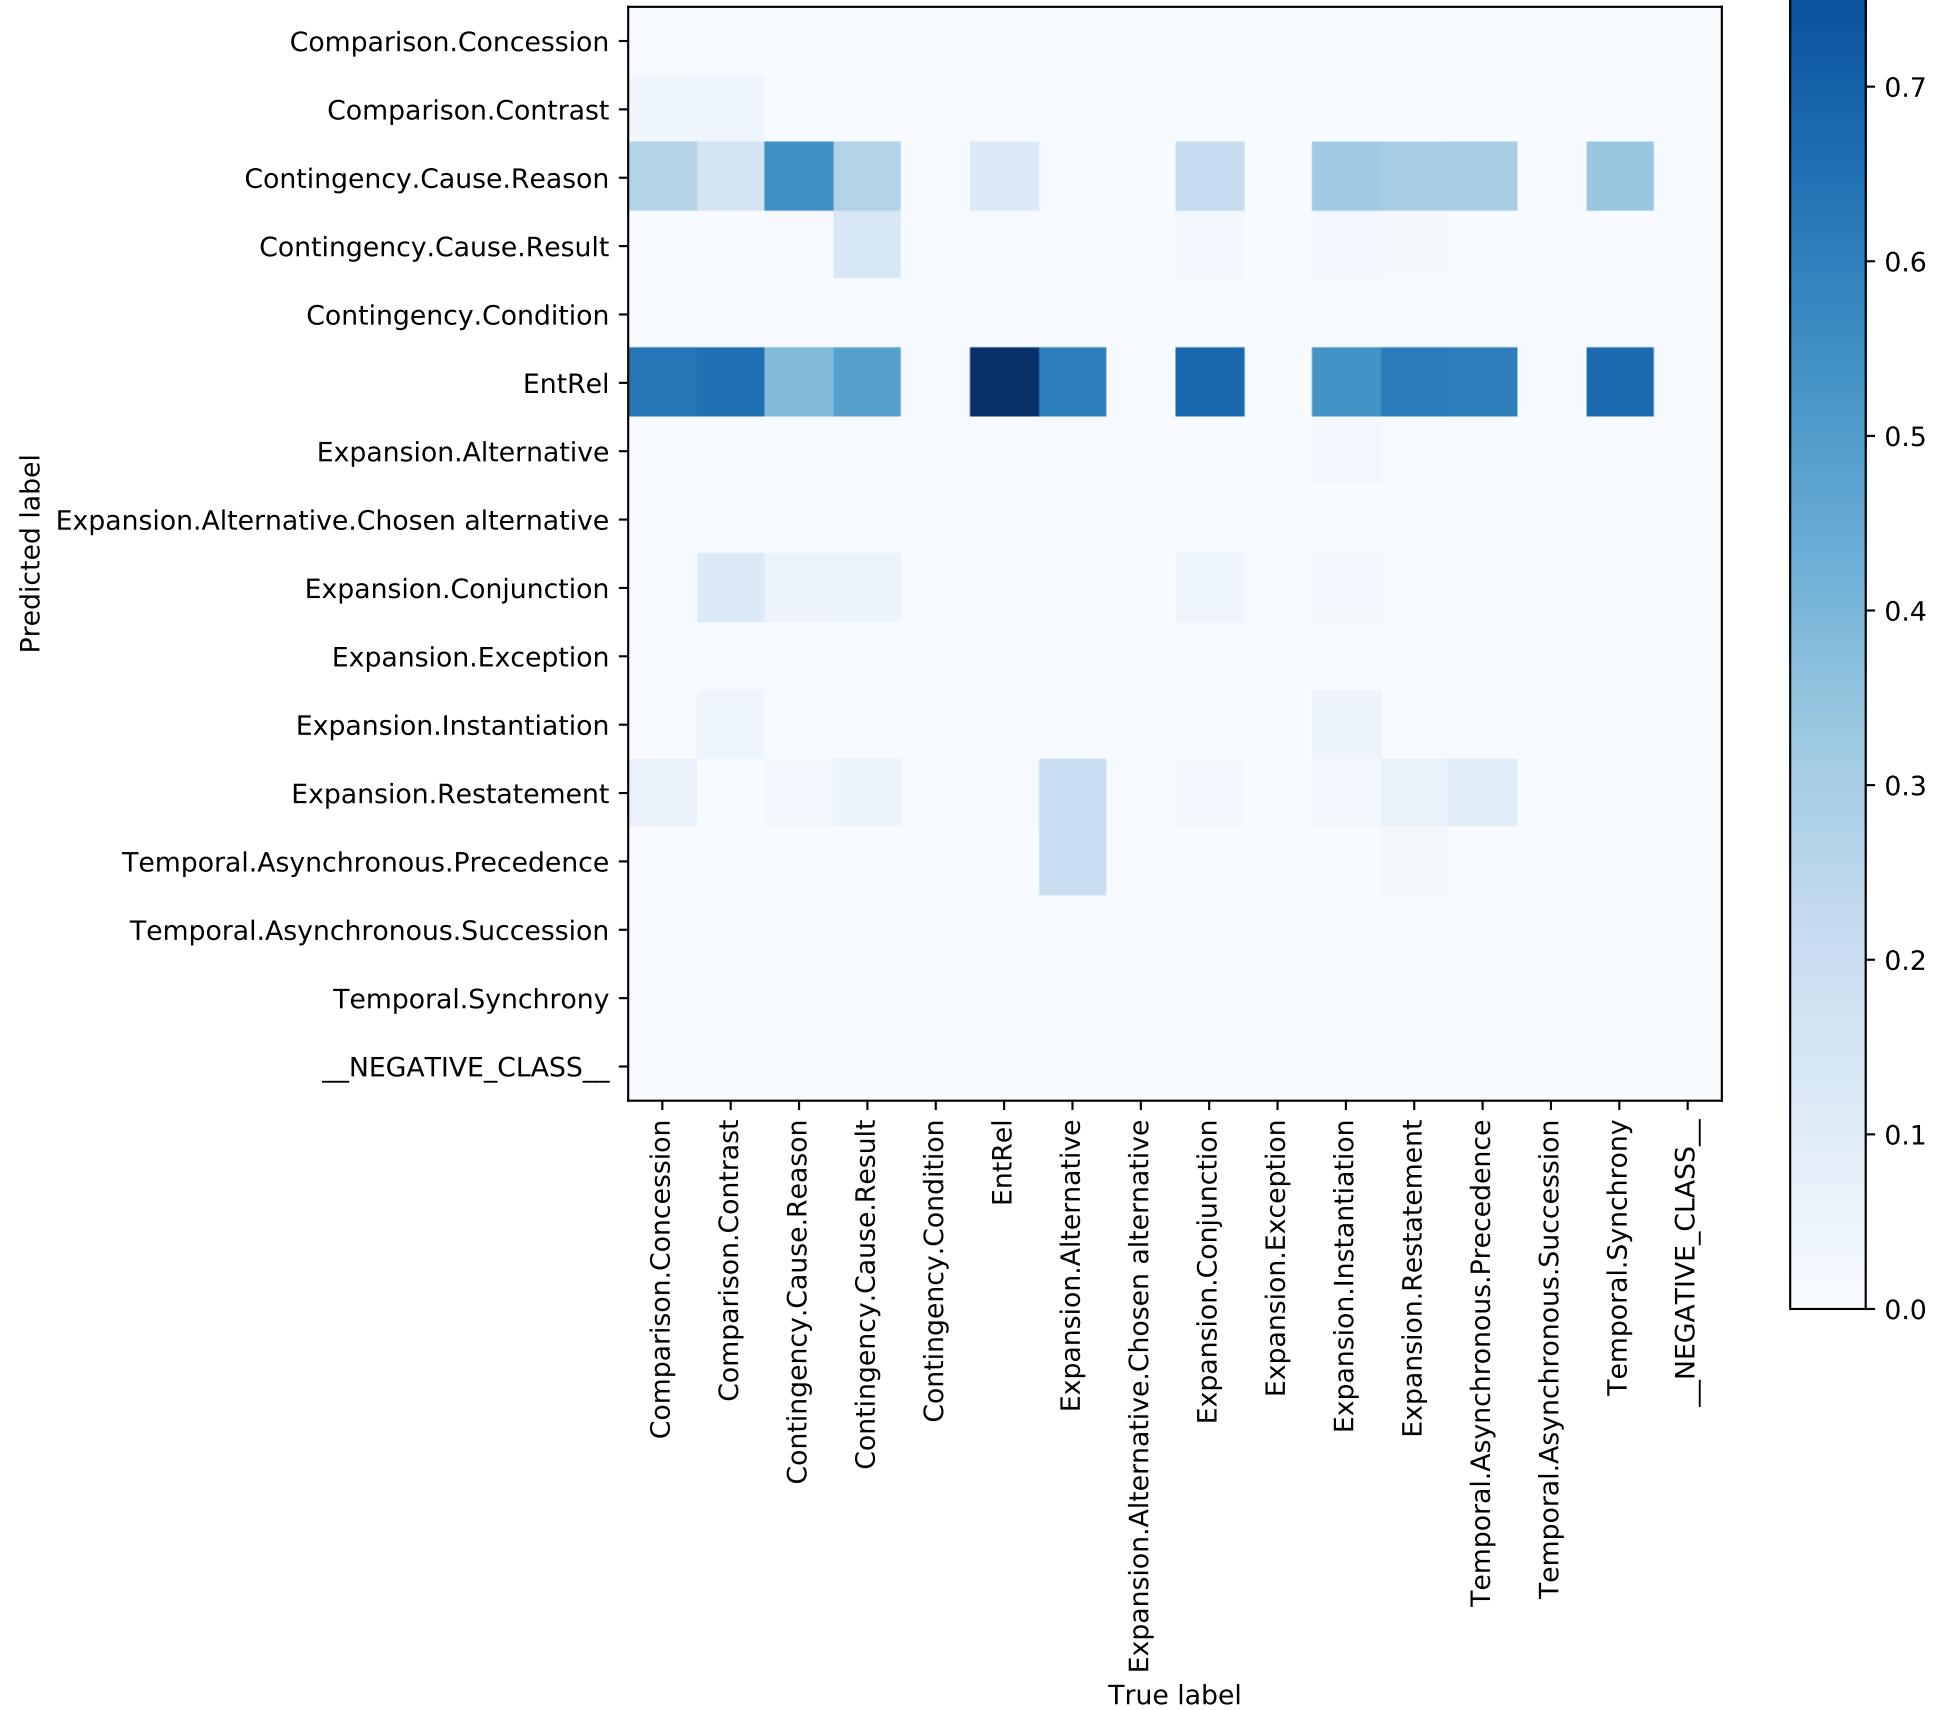 Comparison.Concession
Comparison.Contrast
Contingency.Cause.Reason
Contingency.Cause.Result
Contingency.Condition
EntRel
Expansion.Alternative
Expansion.Alternative.Chosen alternative
Expansion.Conjunction
Expansion.Exception
Expansion.Instantiation
Expansion.Restatement
Temporal.Asynchronous.Precedence
Temporal.Asynchronous.Succession
Temporal.Synchrony
__NEGATIVE_CLASS__
Predicted label
Comparison.Concession
Comparison.Contrast
Contingency.Cause.Reason
Contingency.Cause.Result
Contingency.Condition
EntRel
Expansion.Alternative
Expansion.Alternative.Chosen alternative
Expansion.Conjunction
Expansion.Exception
Expansion.Instantiation
Expansion.Restatement
Temporal.Asynchronous.Precedence
Temporal.Asynchronous.Succession
Temporal.Synchrony
__NEGATIVE_CLASS__
True label
0.7
0.6
0.5
0.4
0.3
0.2
0.1
0.0